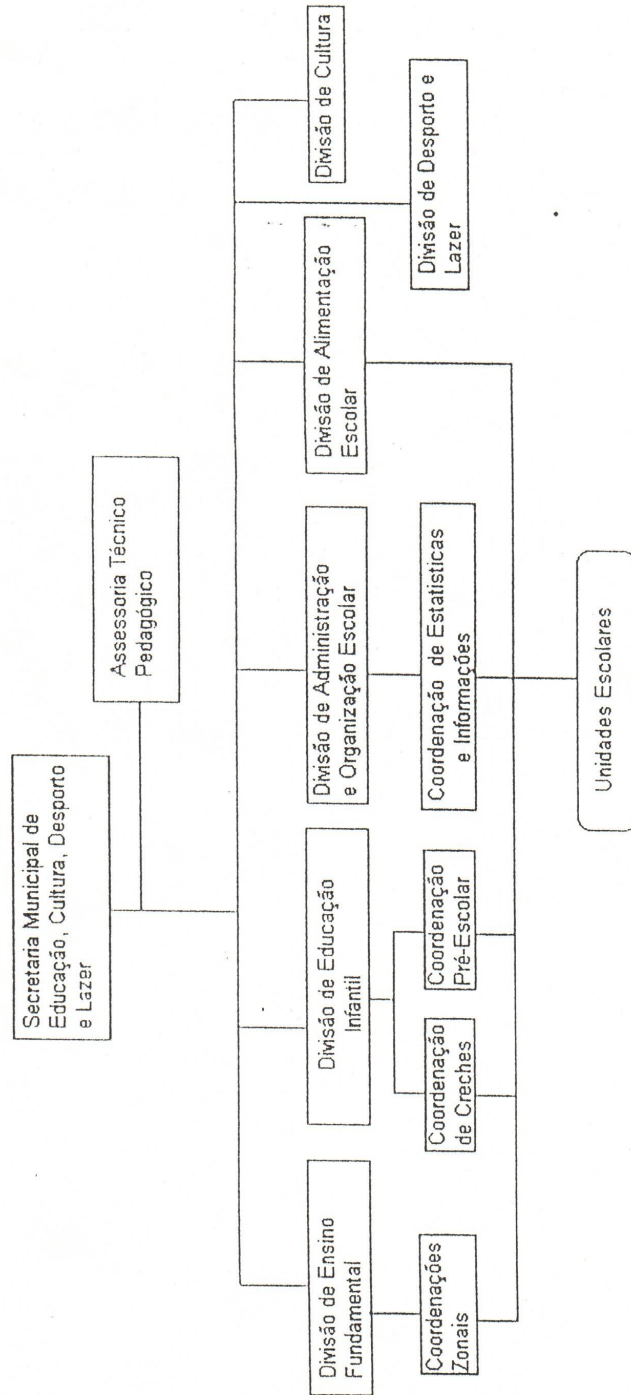 Secretaria Municipal de
Educação, Cultura, Desporto
e Lazer
Assessoria Técnico
Pedagógico
Divisão de Ensino
Fundamental
Divisão de Educação
Infantil
Divisão de Administração
e Organização Escolar
Divisão de Alimentação
Escolar
Divisão de Cultura
Divisão de Desporto e
Lazer
Coordenações
Zonais
Coordenação
de Creches
Coordenação
Pré-Escolar
Coordenação de Estatisticas
e Informações
Unidades Escolares